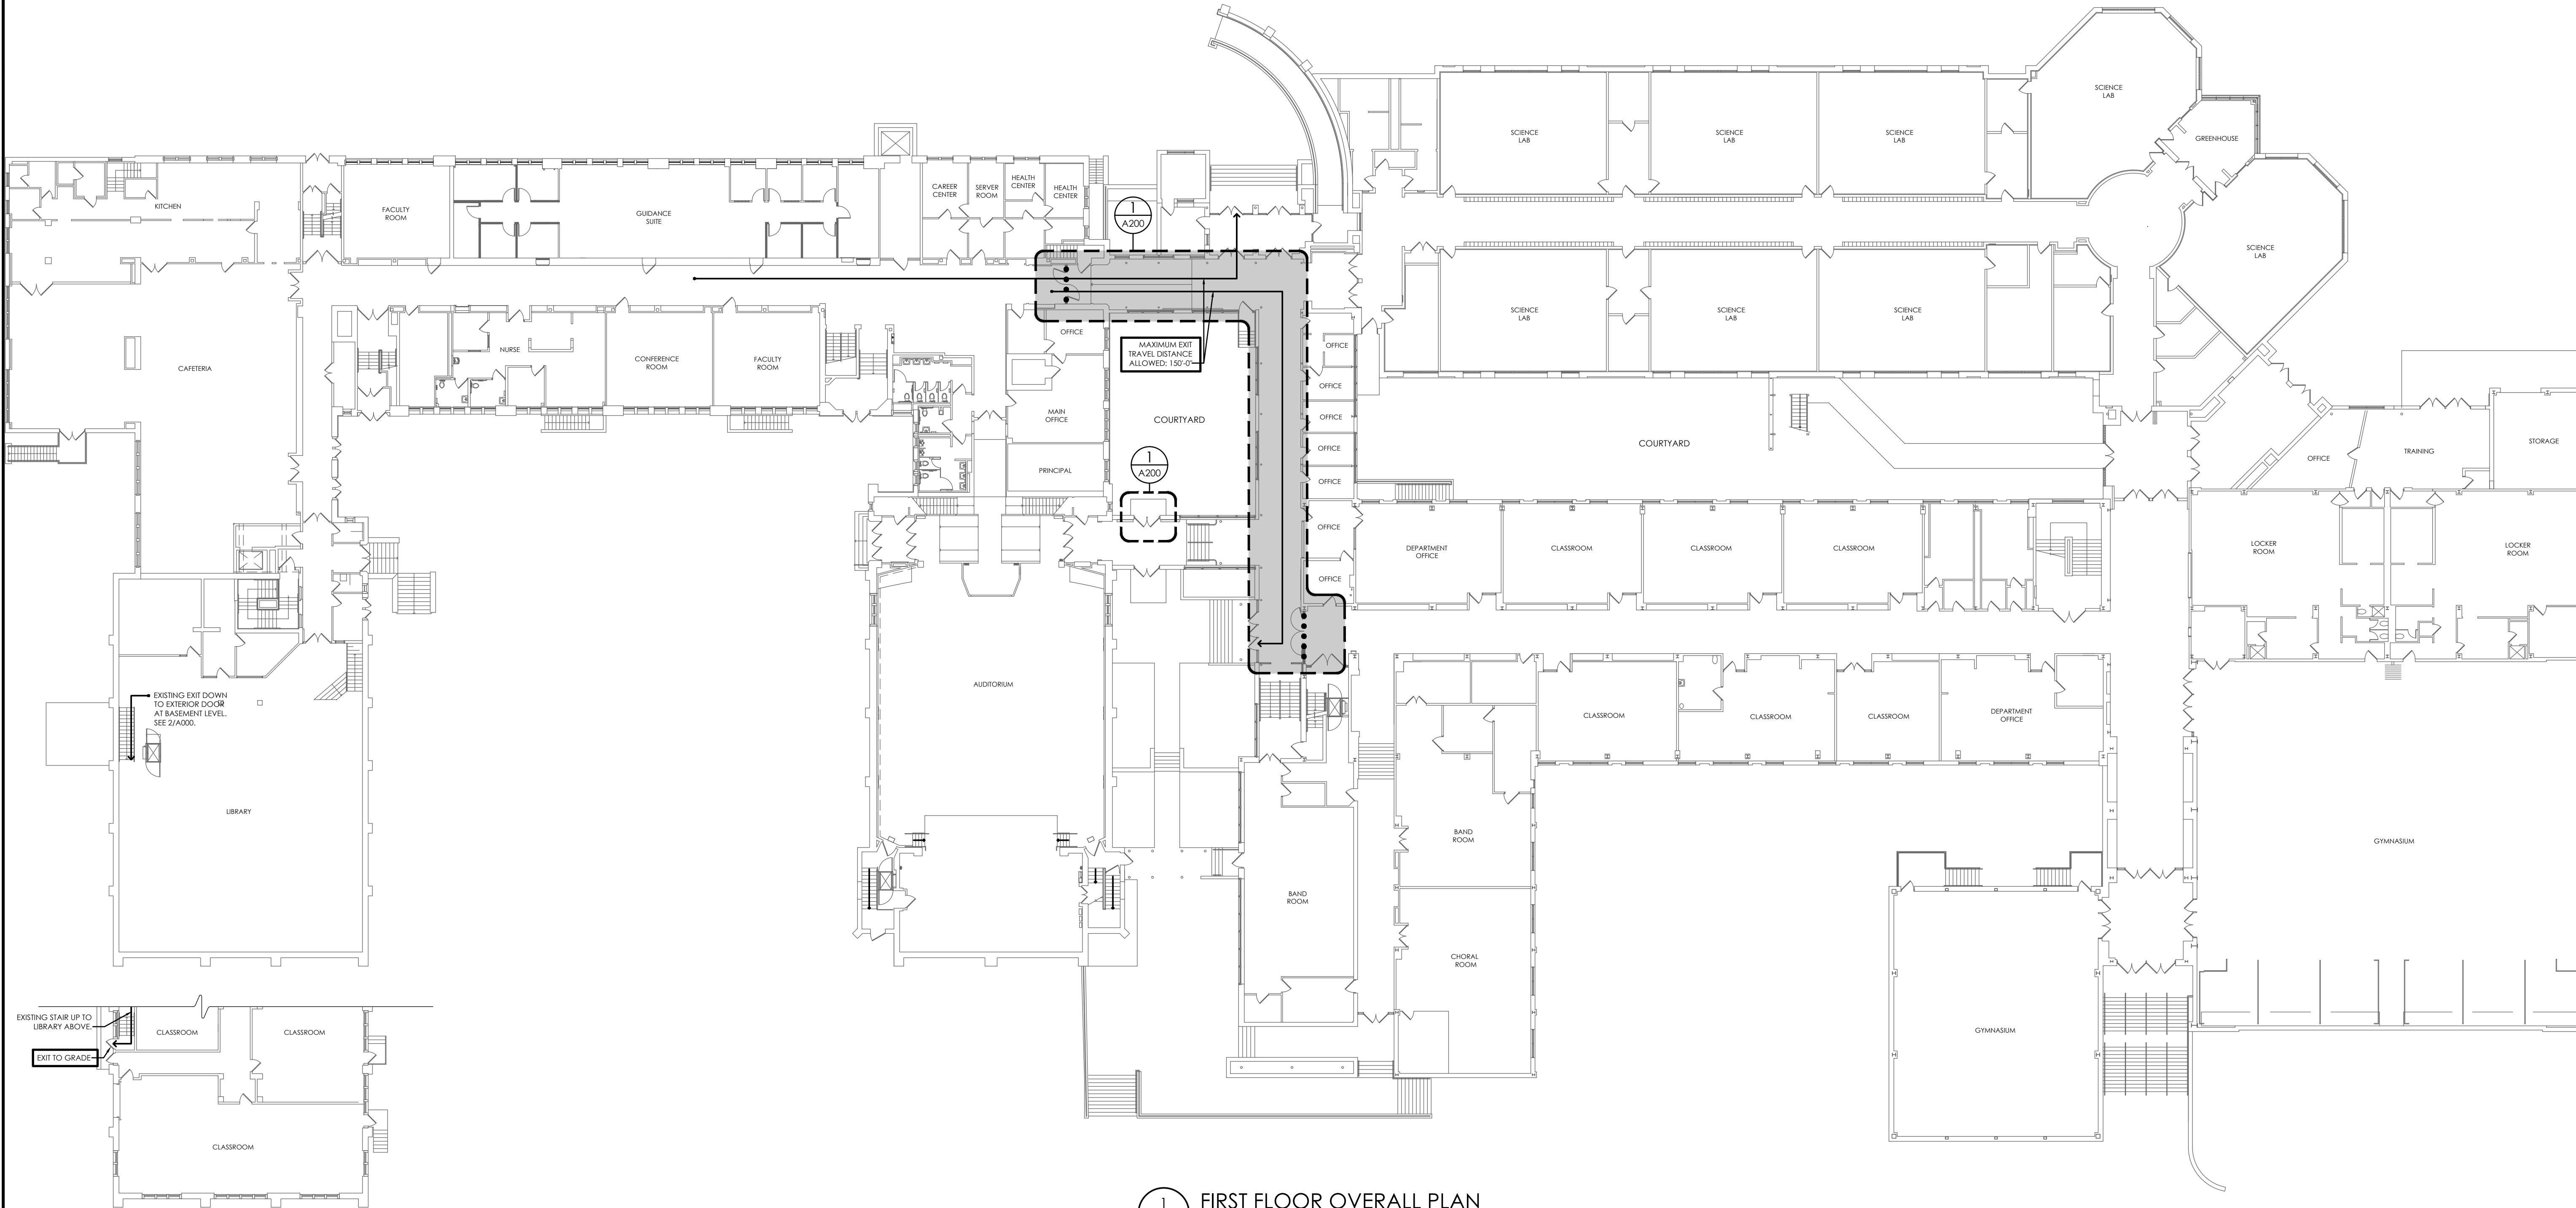 SCIENCE
LAB
SCIENCE
LAB
SCIENCE
LAB
SCIENCE
LAB
GREENHOUSE
SCIENCE
LAB
KITCHEN
FACULTY
ROOM
GUIDANCE
SUITE
CAREER
CENTER
SERVER
ROOM
HEALTH
CENTER
HEALTH
CENTER
1
A200
SCIENCE
LAB
SCIENCE
LAB
SCIENCE
LAB
CAFETERIA
NURSE
CONFERENCE
ROOM
FACULTY
ROOM
OFFICE
MAXIMUM EXIT
TRAVEL DISTANCE
ALLOWED: 150'-0"
OFFICE
OFFICE
OFFICE
OFFICE
OFFICE
OFFICE
OFFICE
MAIN
OFFICE
COURTYARD
COURTYARD
PRINCIPAL
1
A200
OFFICE
TRAINING
STORAGE
DEPARTMENT
OFFICE
CLASSROOM
CLASSROOM
CLASSROOM
LOCKER
ROOM
LOCKER
ROOM
EXISTING EXIT DOWN
TO EXTERIOR DOOR
AT BASEMENT LEVEL.
SEE 2/A000.
AUDITORIUM
CLASSROOM
CLASSROOM
CLASSROOM
DEPARTMENT
OFFICE
LIBRARY
BAND
ROOM
BAND
ROOM
GYMNASIUM
CHORAL
ROOM
GYMNASIUM
EXISTING STAIR UP TO
LIBRARY ABOVE.
CLASSROOM
CLASSROOM
EXIT TO GRADE
CLASSROOM
1
FIRST FLOOR OVERALL PLAN